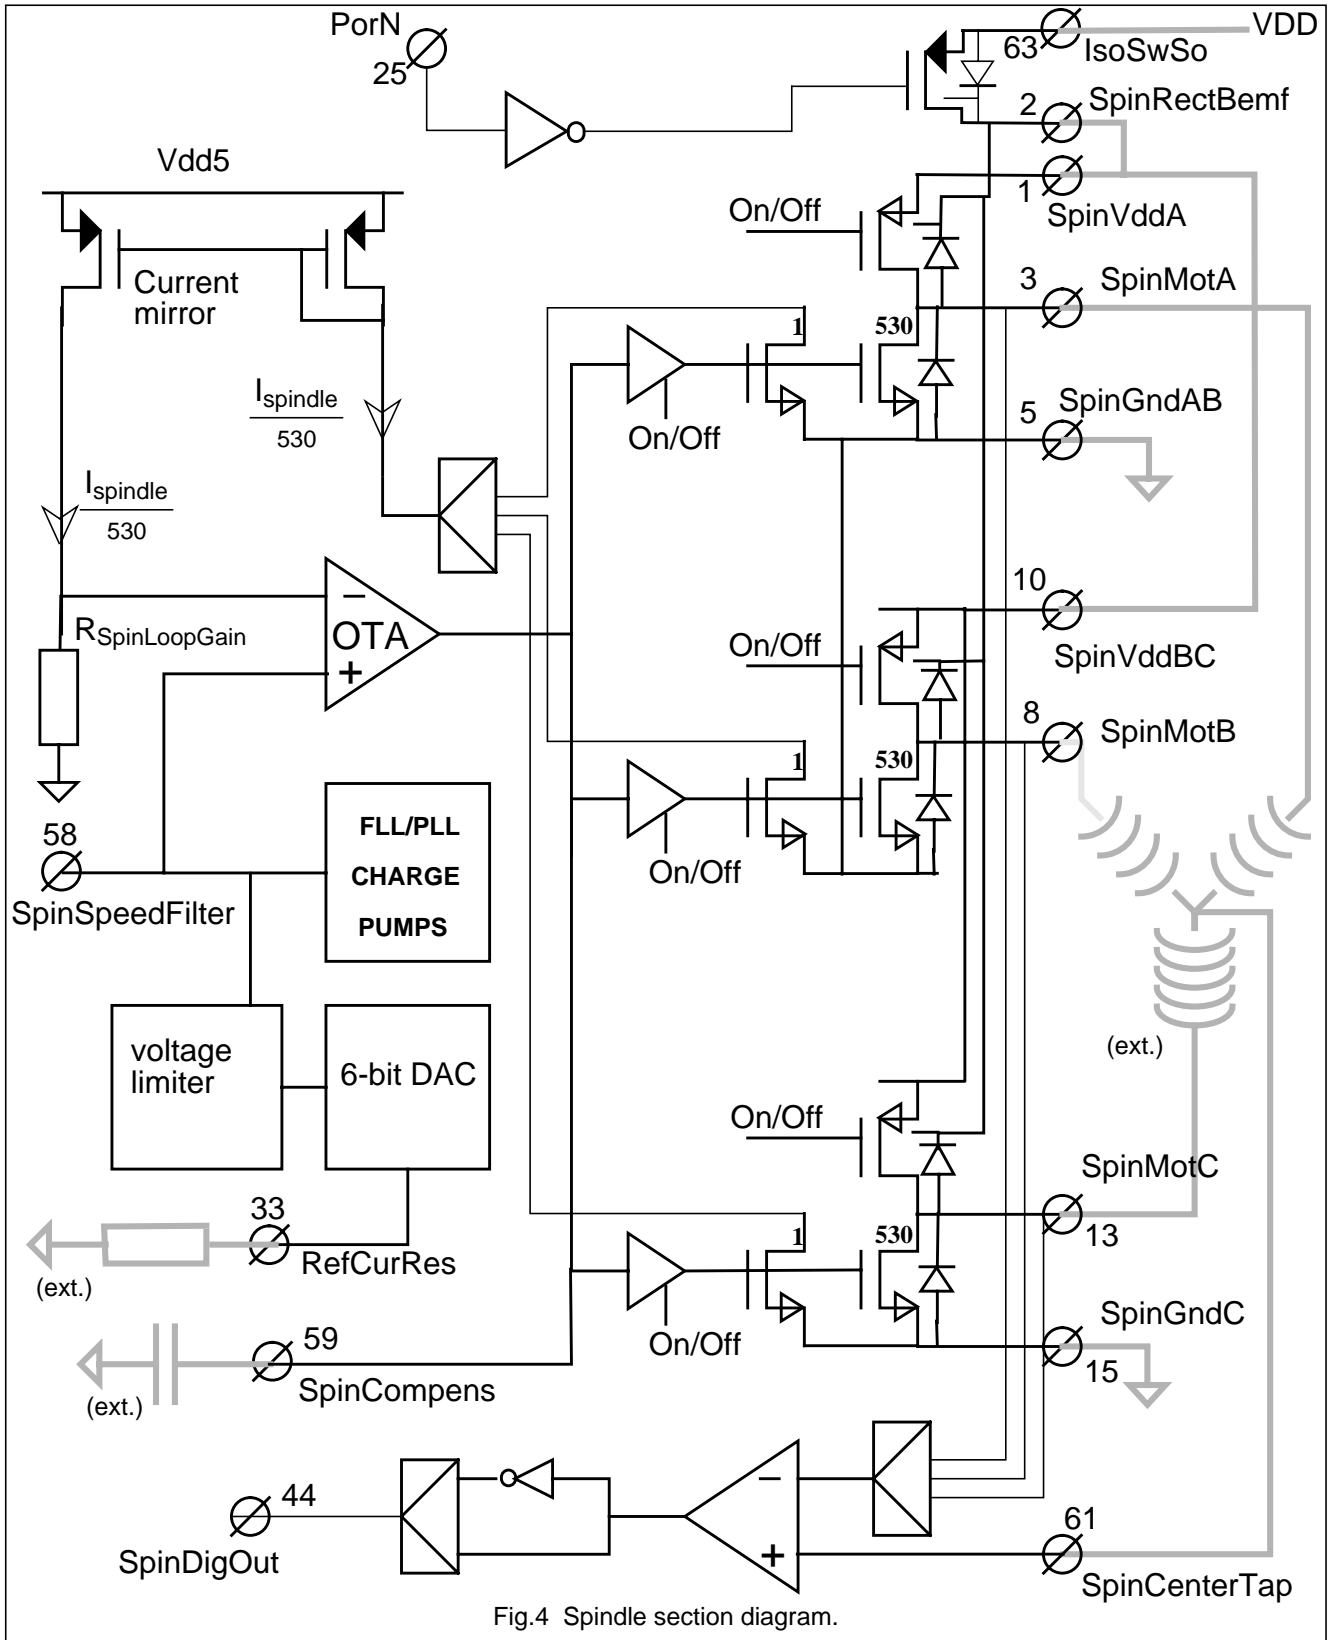 PorN
25
VDD
63
IsoSwSo
2
SpinRectBemf
Vdd5
On/Off
1
SpinVddA
Current
mirror
3
SpinMotA
1
530
Ispindle
530
On/Off
5
SpinGndAB
Ispindle
530
−
OTA
+
RSpinLoopGain
10
SpinVddBC
On/Off
8
SpinMotB
1
530
58
SpinSpeedFilter
FLL/PLL
CHARGE
PUMPS
On/Off
voltage
limiter
6-bit DAC
(ext.)
On/Off
SpinMotC
13
33
RefCurRes
(ext.)
1
530
On/Off
59
SpinCompens
(ext.)
SpinGndC
15
44
SpinDigOut
−
+
61
SpinCenterTap
Fig.4 Spindle section diagram.